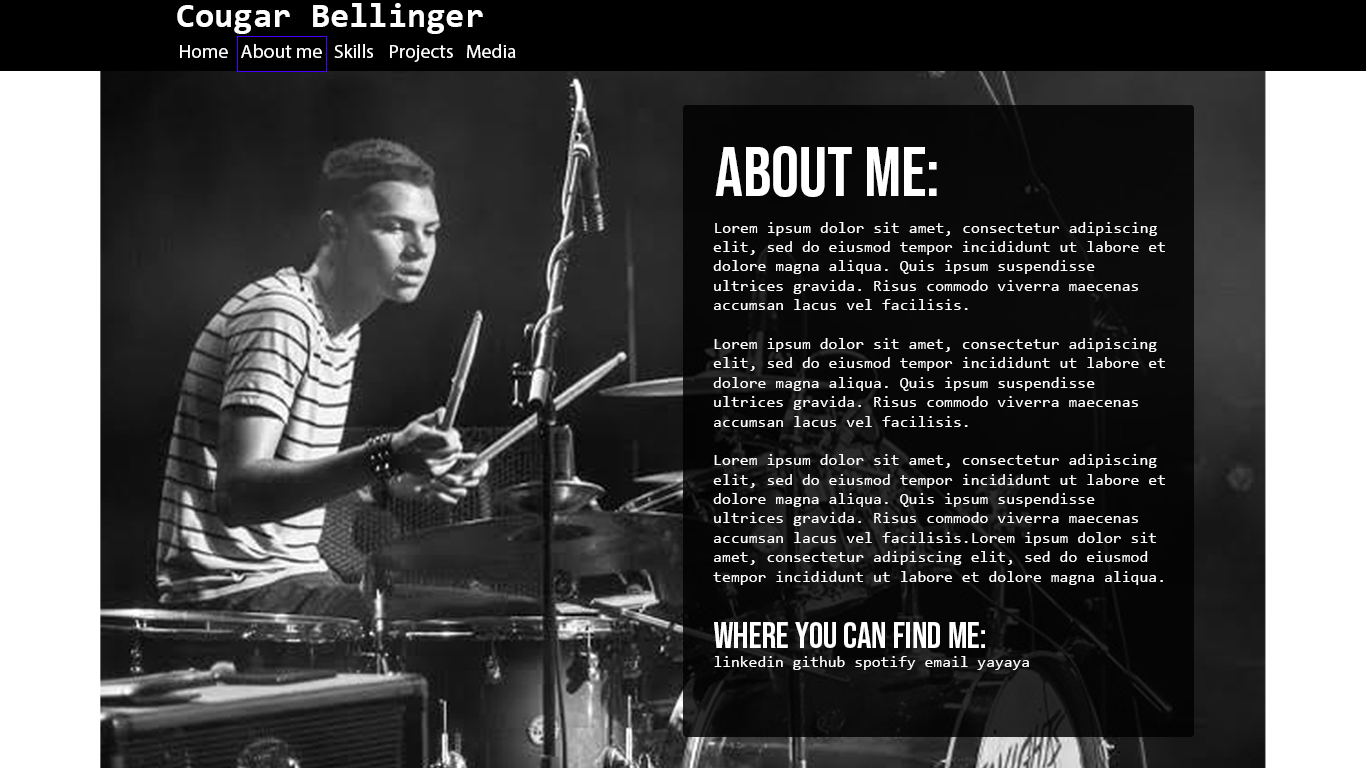 Cougar Bellinger
Home About me Skills Projects Media
ABOUT ME:
Lorem ipsum dolor sit amet, consectetur adipiscing
elit, sed do eiusmod tempor incididunt ut labore et
dolore magna aliqua. Quis ipsum suspendisse
ultrices gravida. Risus commodo viverra maecenas
accumsan lacus vel facilisis.
Lorem ipsum dolor sit amet, consectetur adipiscing
elit, sed do eiusmod tempor incididunt ut labore et
dolore magna aliqua. Quis ipsum suspendisse
ultrices gravida. Risus commodo viverra maecenas
accumsan lacus vel facilisis.
Lorem ipsum dolor sit amet, consectetur adipiscing
elit, sed do eiusmod tempor incididunt ut labore et
dolore magna aliqua. Quis ipsum suspendisse
ultrices gravida. Risus commodo viverra maecenas
accumsan lacus vel facilisis.Lorem ipsum dolor sit
amet, consectetur adipiscing elit, sed do eiusmod
tempor incididunt ut labore et dolore magna aliqua.
WHERE YOU CAN FIND ME:
linkedin github spotify email yayaya